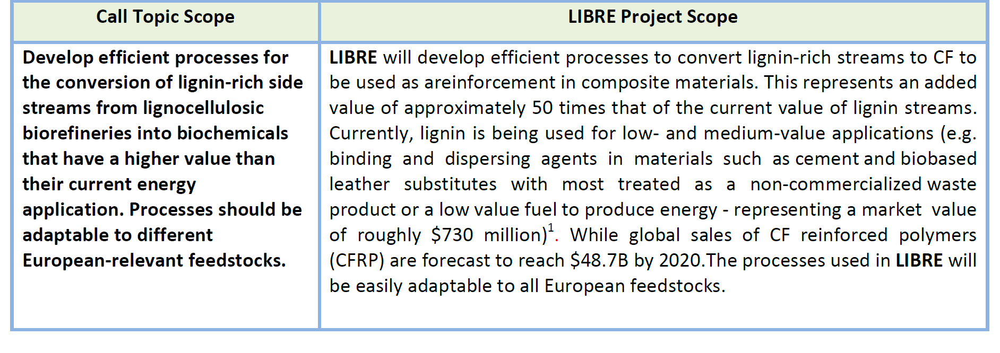 Call Topic Scope
LIBRE Project Scope
Develop efficient processes for
the conversion of lignin-rich side
streams from lignocellulosic
biorefineries into biochemicals
that have a higher value than
their current energy
application. Processes should be
adaptable to different
European-relevant feedstocks.
LIBRE will develop efficient processes to convert lignin-rich streams to CF to
be used as areinforcement in composite materials. This represents an added
value of approximately 50 times that of the current value of lignin streams.
Currently, lignin is being used for low- and medium-value applications (e.g.
binding and dispersing agents in materials such as cement and biobased
leather substitutes with most treated as a non-commercialized waste
product or a low value fuel to produce energy - representing a market value
of roughly $730 million)¹. While global sales of CF reinforced polymers
(CFRP) are forecast to reach $48.7B by 2020.The processes used in LIBRE will
be easily adaptable to all European feedstocks.